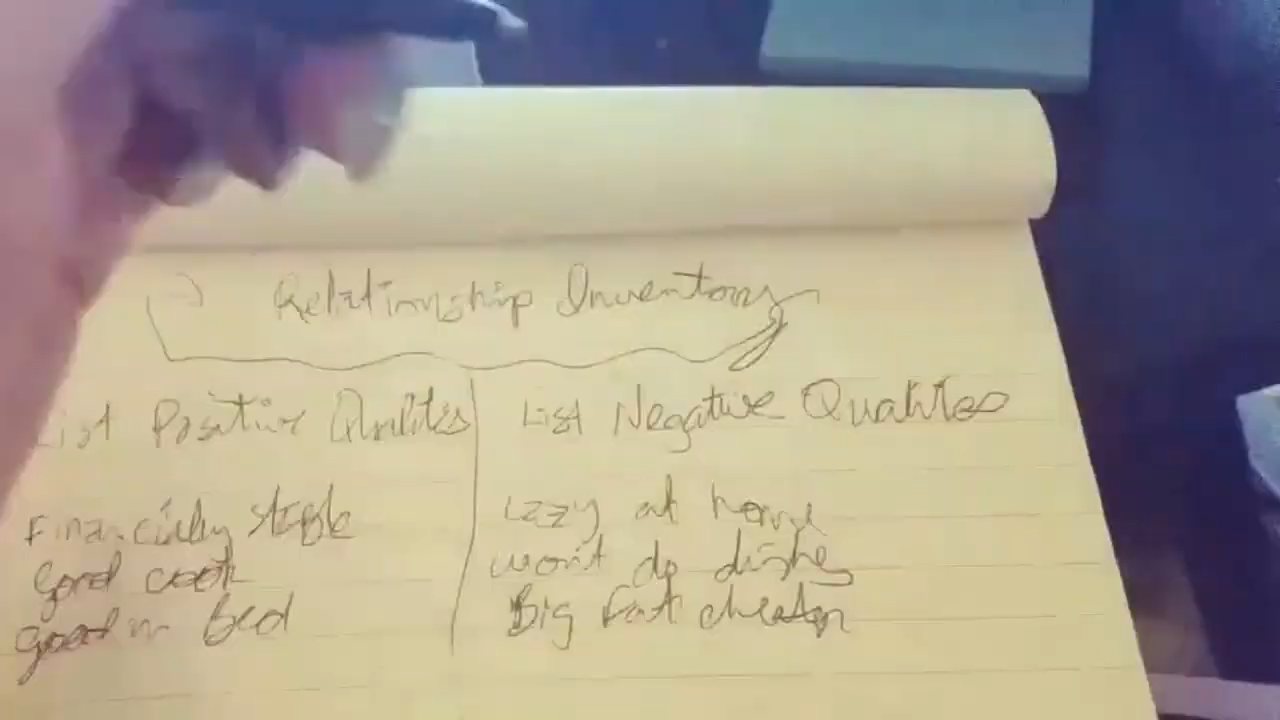 Relationship Inventory
List Positive Qualities
List Negative Qualities
Financially stable
Good cook
good in bed
Lazy at home
won't do dishes
Big Fat cheater